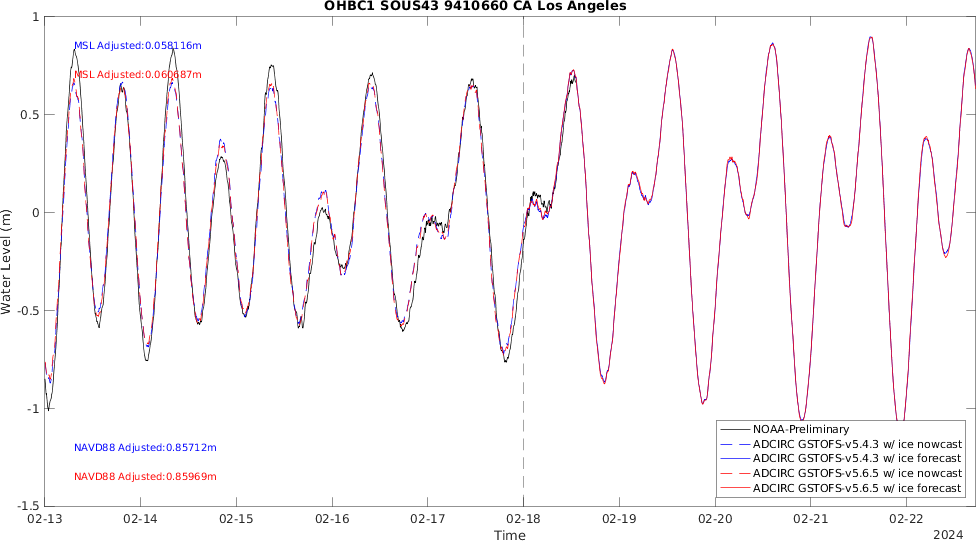 OHBC1 SOUS43 9410660 CA Los Angeles
1
MSL Adjusted:0.058116m
MSL Adjusted:0.060687m
0.5
0
Water Level (m)
-0.5
-1
NAVD88 Adjusted:0.85712m
NAVD88 Adjusted:0.85969m
NOAA-Preliminary
ADCIRC GSTOFS-v5.4.3 w/ ice nowcast
ADCIRC GSTOFS-v5.4.3 w/ ice forecast
ADCIRC GSTOFS-v5.6.5 w/ ice nowcast
ADCIRC GSTOFS-v5.6.5 w/ ice forecast
-1.5
02-13 02-14 02-15 02-16 02-17 02-18 02-19 02-20 02-21 02-22
Time
2024